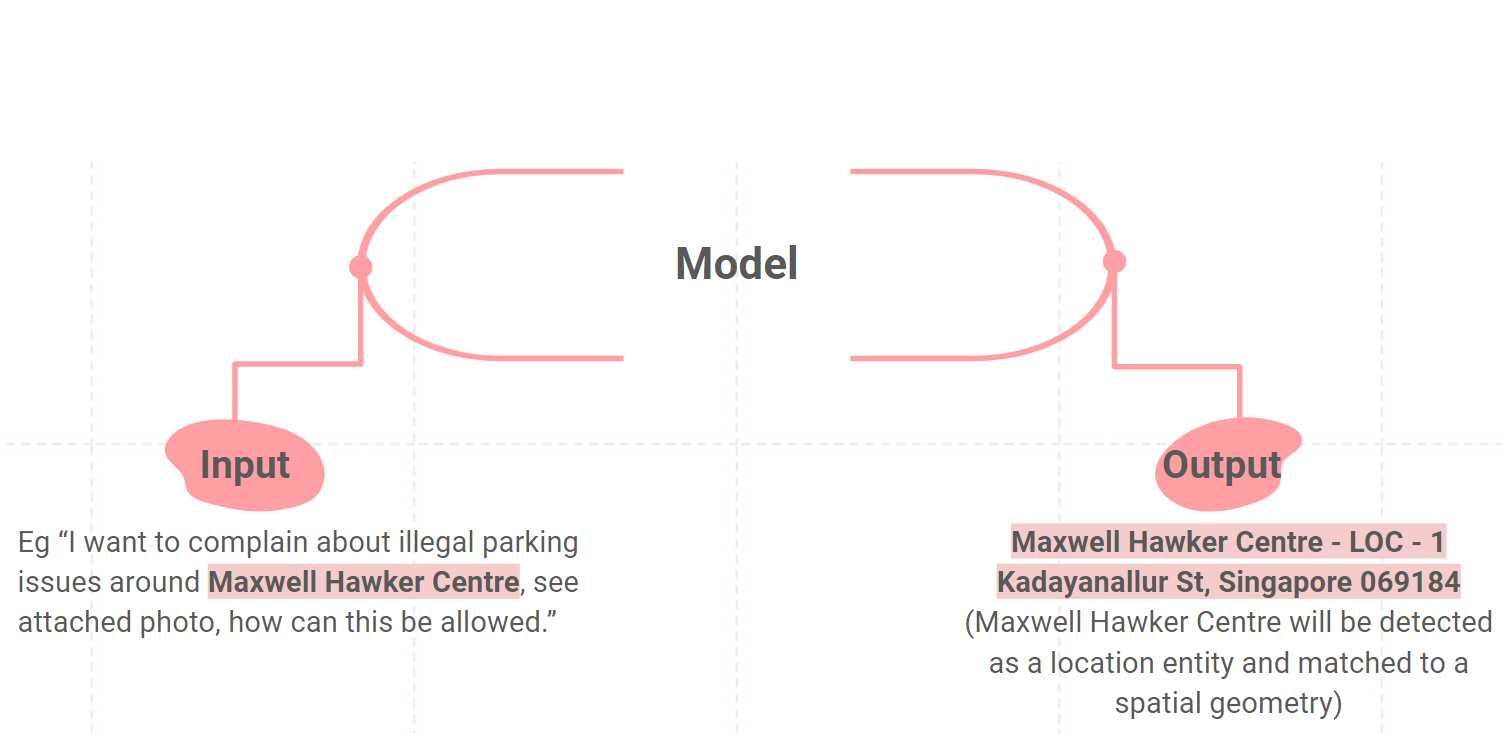 Model
Input
Eg “I want to complain about illegal parking
issues around Maxwell Hawker Centre, see
attached photo, how can this be allowed.”
Output
Maxwell Hawker Centre - LOC - 1
Kadayanallur St, Singapore 069184
(Maxwell Hawker Centre will be detected
as a location entity and matched to a
spatial geometry)